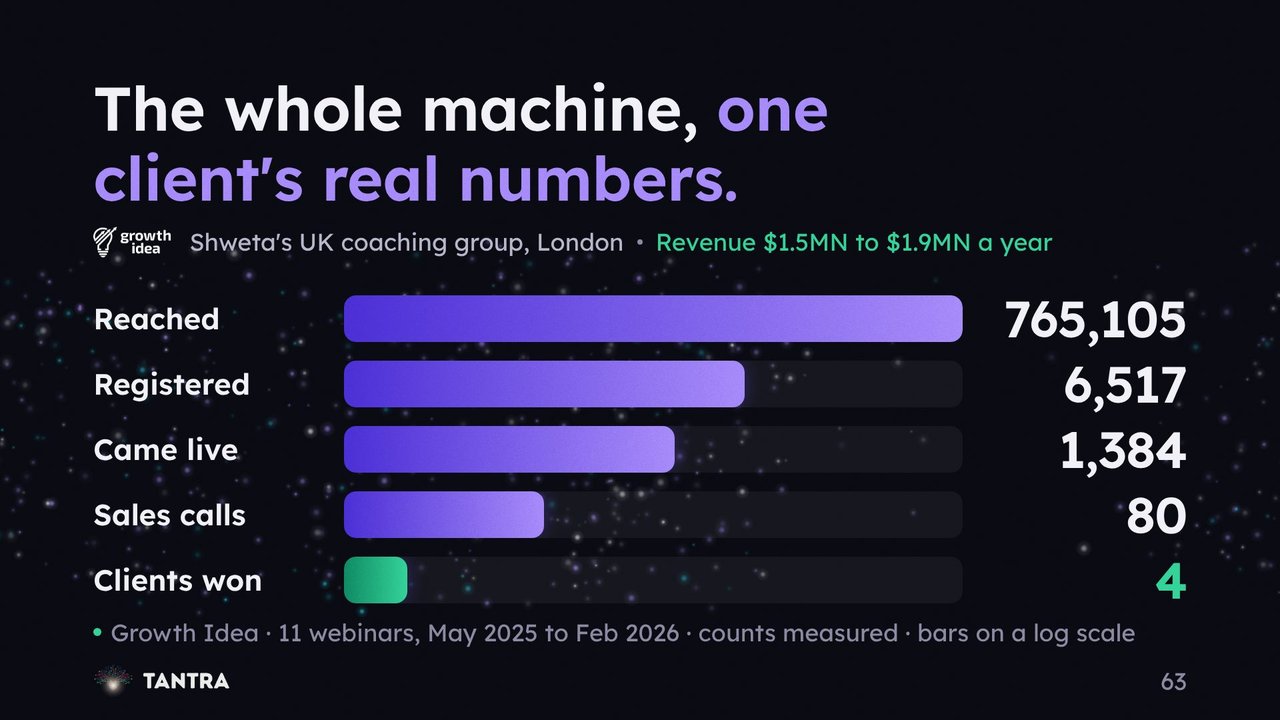 The whole machine, one
client's real numbers.
growth
idea
Shweta's UK coaching group, London • Revenue $1.5MN to $1.9MN a year
Reached 765,105
Registered 6,517
Came live 1,384
Sales calls 80
Clients won 4
• Growth Idea · 11 webinars, May 2025 to Feb 2026 · counts measured · bars on a log scale
TANTRA 63